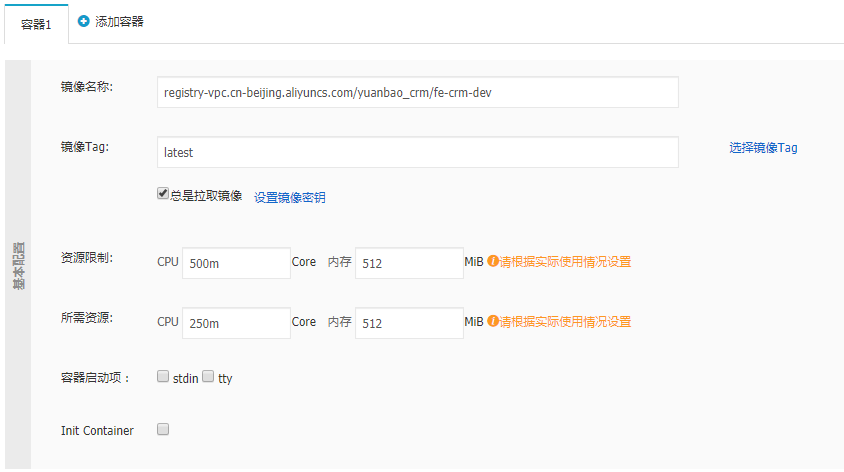 容器1 添加容器
镜像名称: registry-vpc.cn-beijing.aliyuncs.com/yuanbao_crm/fe-crm-dev
镜像Tag: latest 选择镜像Tag
总是拉取镜像 设置镜像密钥
基本配置
资源限制: CPU 500m Core 内存 512 MiB 请根据实际使用情况设置
所需资源: CPU 250m Core 内存 512 MiB 请根据实际使用情况设置
容器启动项： stdin tty
Init Container